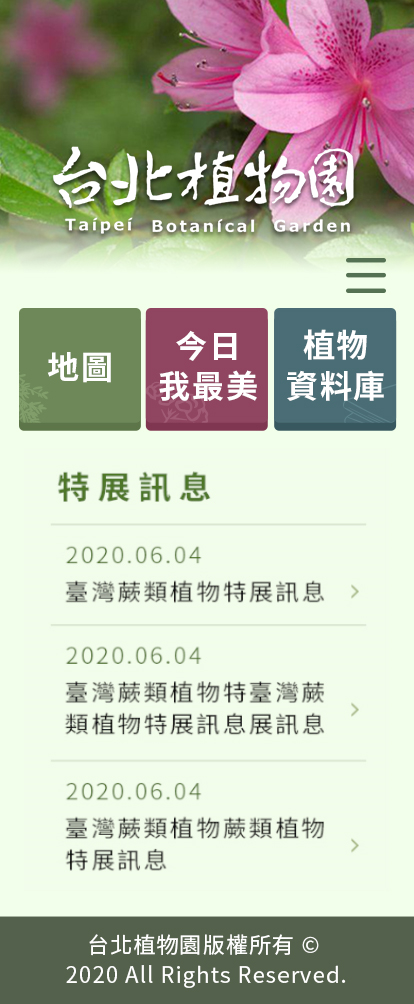 台北植物園
Taipei Botanical Garden
地圖
今日
我最美
植物
資料庫
特展訊息
2020.06.04
臺灣蕨類植物特展訊息
2020.06.04
臺灣蕨類植物特臺灣蕨
類植物特展訊息展訊息
2020.06.04
臺灣蕨類植物蕨類植物
特展訊息
台北植物園版權所有 ©
2020 All Rights Reserved.